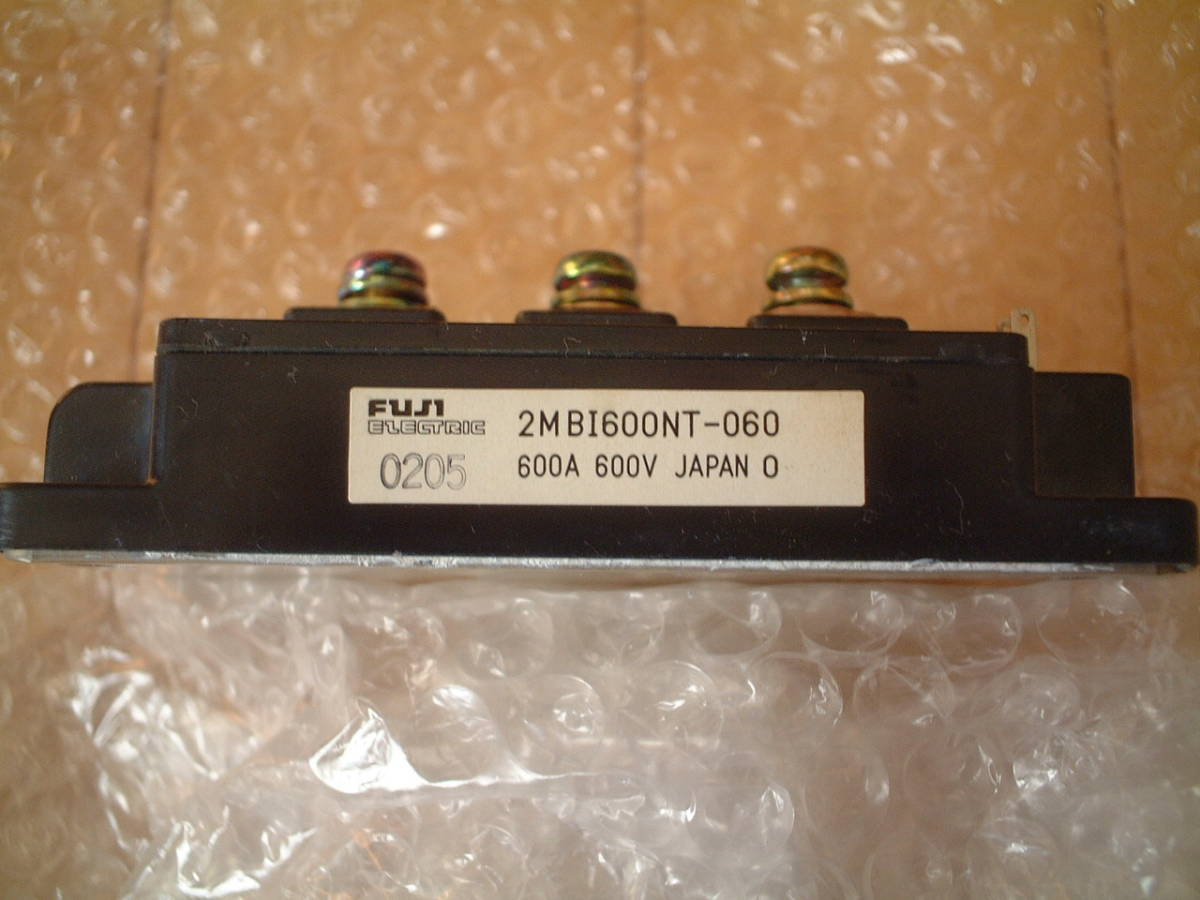 FUJI
ELECTRIC
2MBI600NT-060
0205
600A 600V JAPAN O